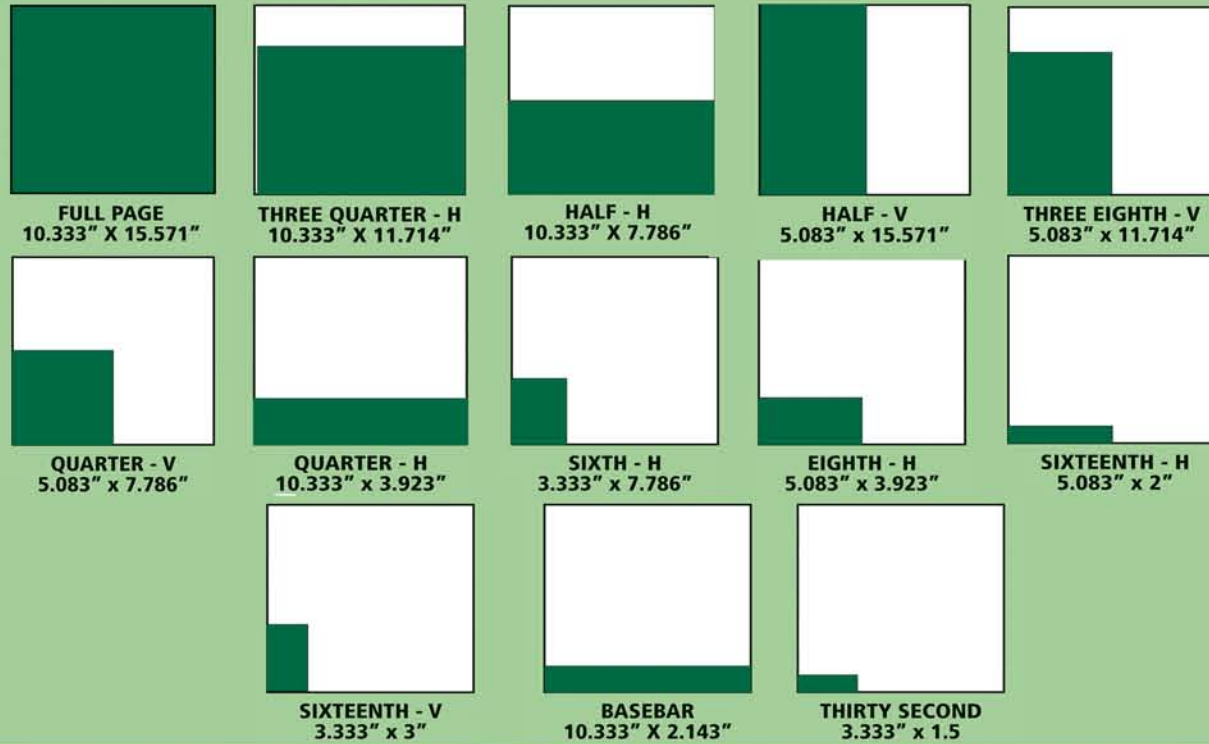 FULL PAGE
10.333” X 15.571”
THREE QUARTER - H
10.333” X 11.714”
HALF - H
10.333” X 7.786”
HALF - V
5.083” x 15.571”
THREE EIGHTH - V
5.083” x 11.714”
QUARTER - V
5.083” x 7.786”
QUARTER - H
10.333” x 3.923”
SIXTH - H
3.333” x 7.786”
EIGHTH - H
5.083” x 3.923”
SIXTEENTH - H
5.083” x 2”
SIXTEENTH - V
3.333” x 3”
BASEBAR
10.333” X 2.143”
THIRTY SECOND
3.333” x 1.5